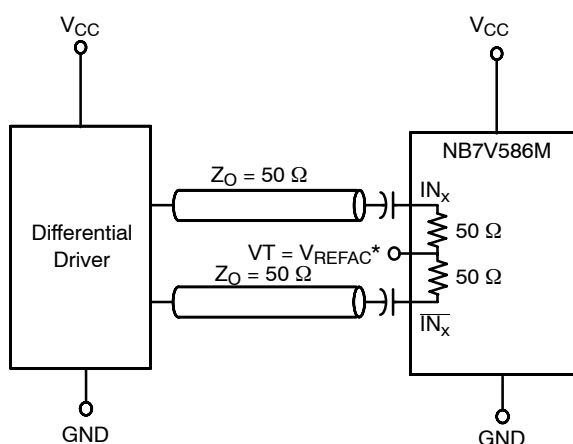 VCC
VCC
NB7V586M
ZO = 50 Ω
INx
50 Ω
Differential
Driver
VT = VREFAC*
50 Ω
ZO = 50 Ω
INx
GND
GND